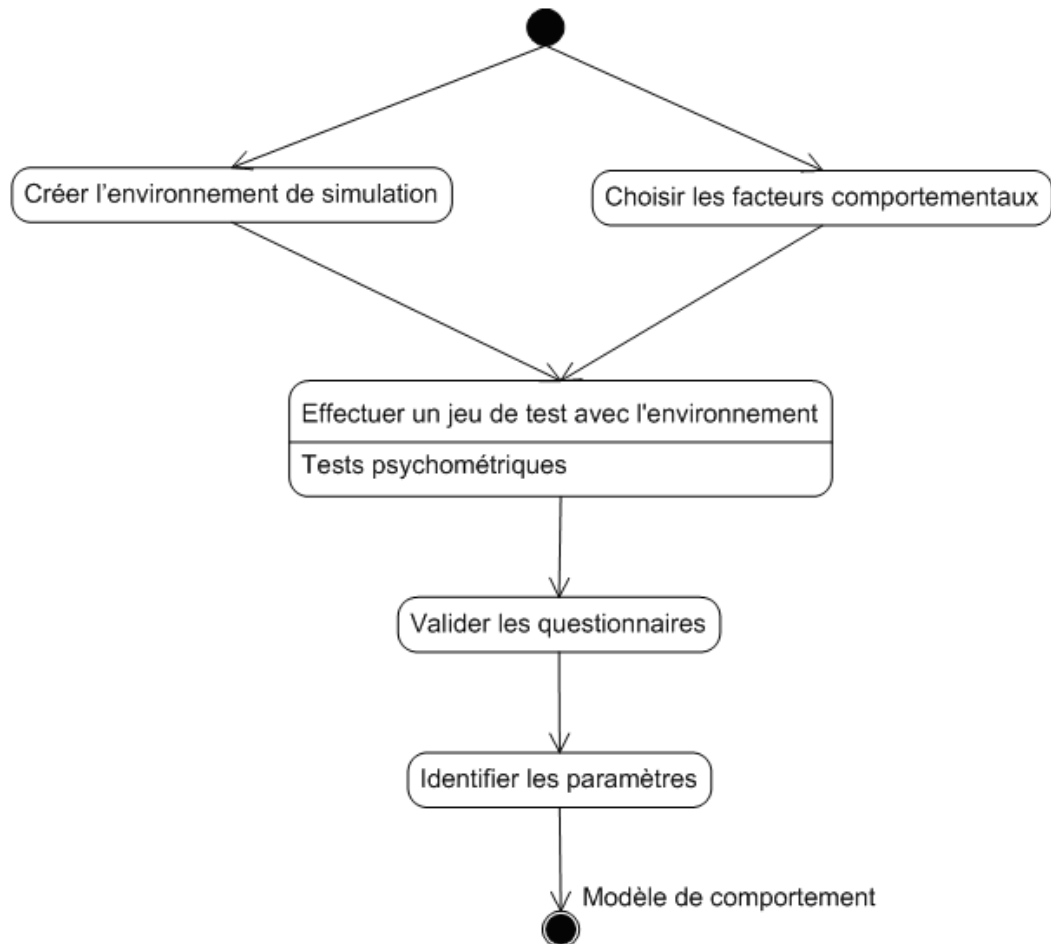 Créer l'environnement de simulation
Choisir les facteurs comportementaux
Effectuer un jeu de test avec l'environnement
Tests psychométriques
Valider les questionnaires
Identifier les paramètres
Modèle de comportement